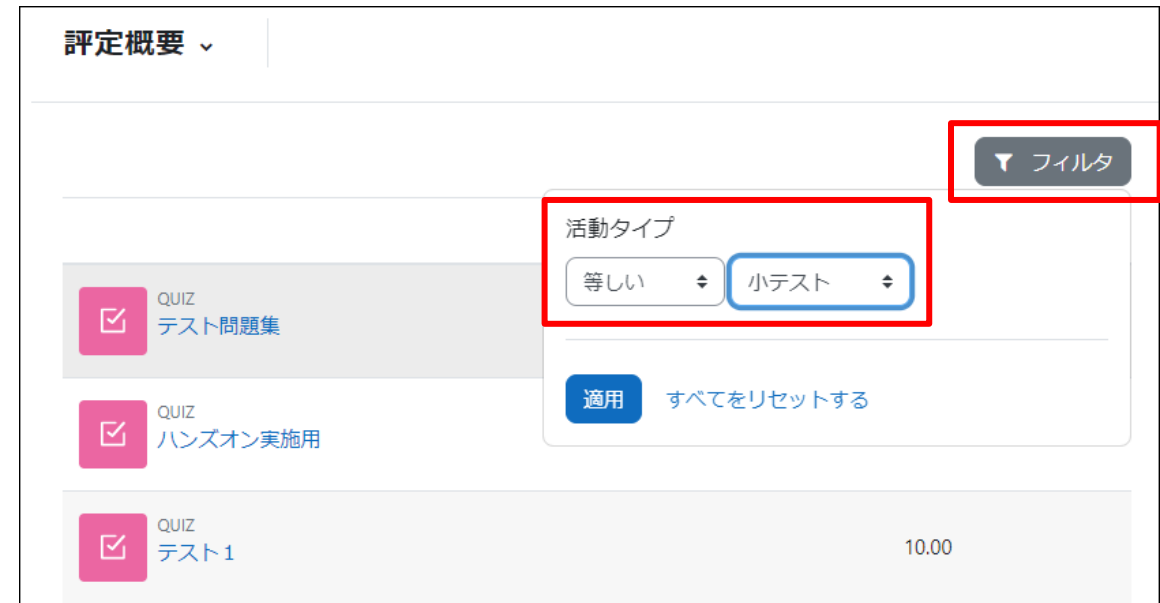 評定概要
フィルタ
活動タイプ
等しい 小テスト
QUIZ
テスト問題集
適用 すべてをリセットする
QUIZ
ハンズオン実施用
QUIZ
テスト１
10.00